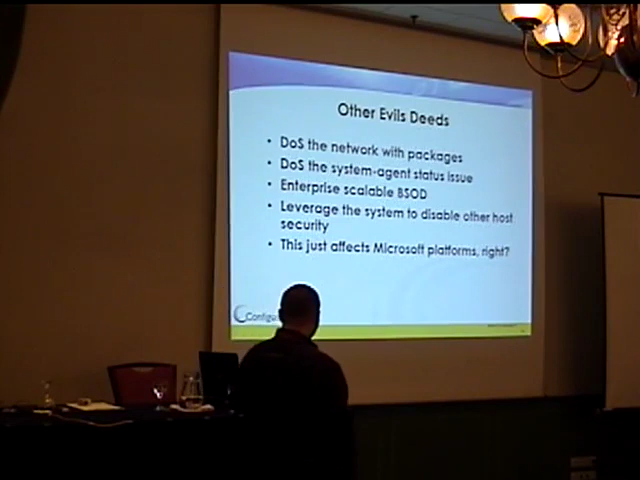 Other Evils Deeds
• DoS the network with packages
• DoS the system-agent status issue
• Enterprise scalable BSOD
• Leverage the system to disable other host
security
• This just affects Microsoft platforms, right?